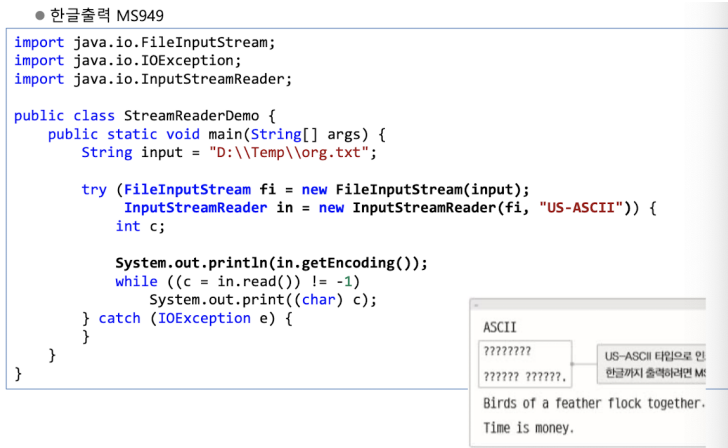 ● 한글출력 MS949
import java.io.FileInputStream;
import java.io.IOException;
import java.io.InputStreamReader;
public class StreamReaderDemo {
public static void main(String[] args) {
String input = "D:\\Temp\\org.txt";
try (FileInputStream fi = new FileInputStream(input);
InputStreamReader in = new InputStreamReader(fi, "US-ASCII")) {
int c;
System.out.println(in.getEncoding());
while ((c = in.read()) != -1)
System.out.print((char) c);
} catch (IOException e) {
}
}
}
ASCII
????????
?????? ??????.
Birds of a feather flock together.
Time is money.
US-ASCII 타입으로
한글까지 출력하려면